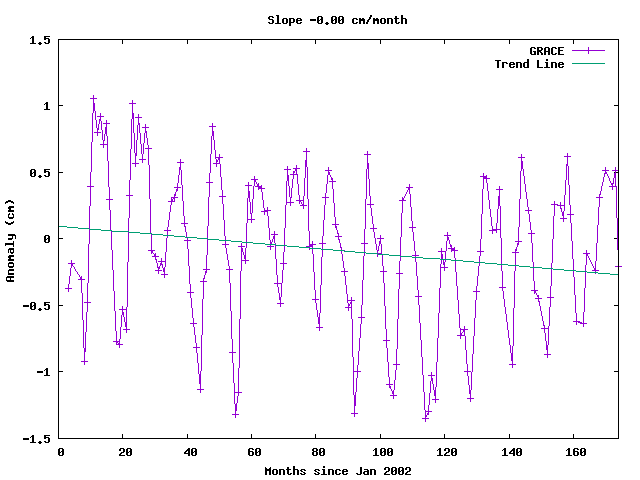 Slope -0.00 cm/month
GRACE
Trend Line
1.5
1
0.5
0
-0.5
-1
-1.5
Anomaly (cm)
0 20 40 60 80 100 120 140 160
Months since Jan 2002